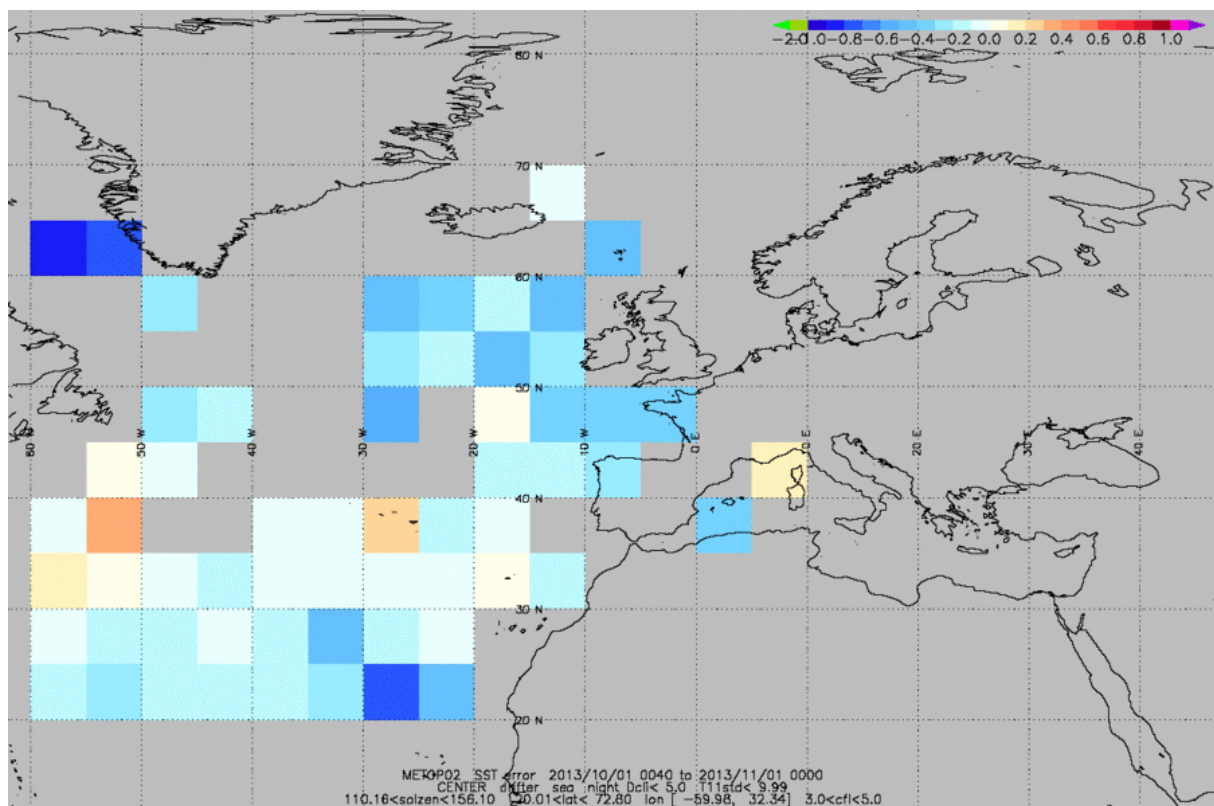 -2.0 -1.0 -0.8 -0.6 -0.4 -0.2 0.0 0.2 0.4 0.6 0.8 1.0
80 N
70 N
60 N
50 N
60 W 50 W 40 W 30 W 20 W 10 W 0 E 10 E 20 E 30 E 40 E
40 N
30 N
20 N
METOP02 SST error 2013/10/01 0040 to 2013/11/01 0000
CENTER drifter sea night Dcli< 5.0 T11std< 9.99
110.16<solzen<156.10 20.01<lat< 72.80 lon [ -59.98, 32.34] 3.0<cfl<5.0